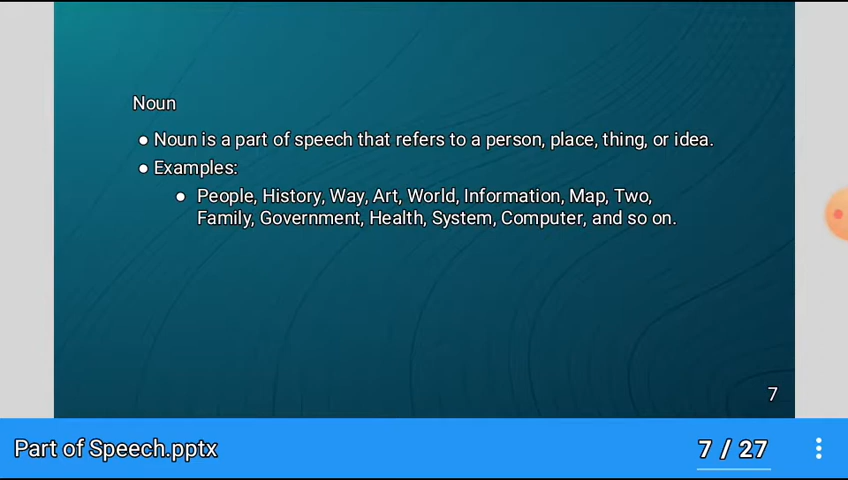 Noun
● Noun is a part of speech that refers to a person, place, thing, or idea.
● Examples:
● People, History, Way, Art, World, Information, Map, Two,
Family, Government, Health, System, Computer, and so on.
7
Part of Speech.pptx
7 / 27